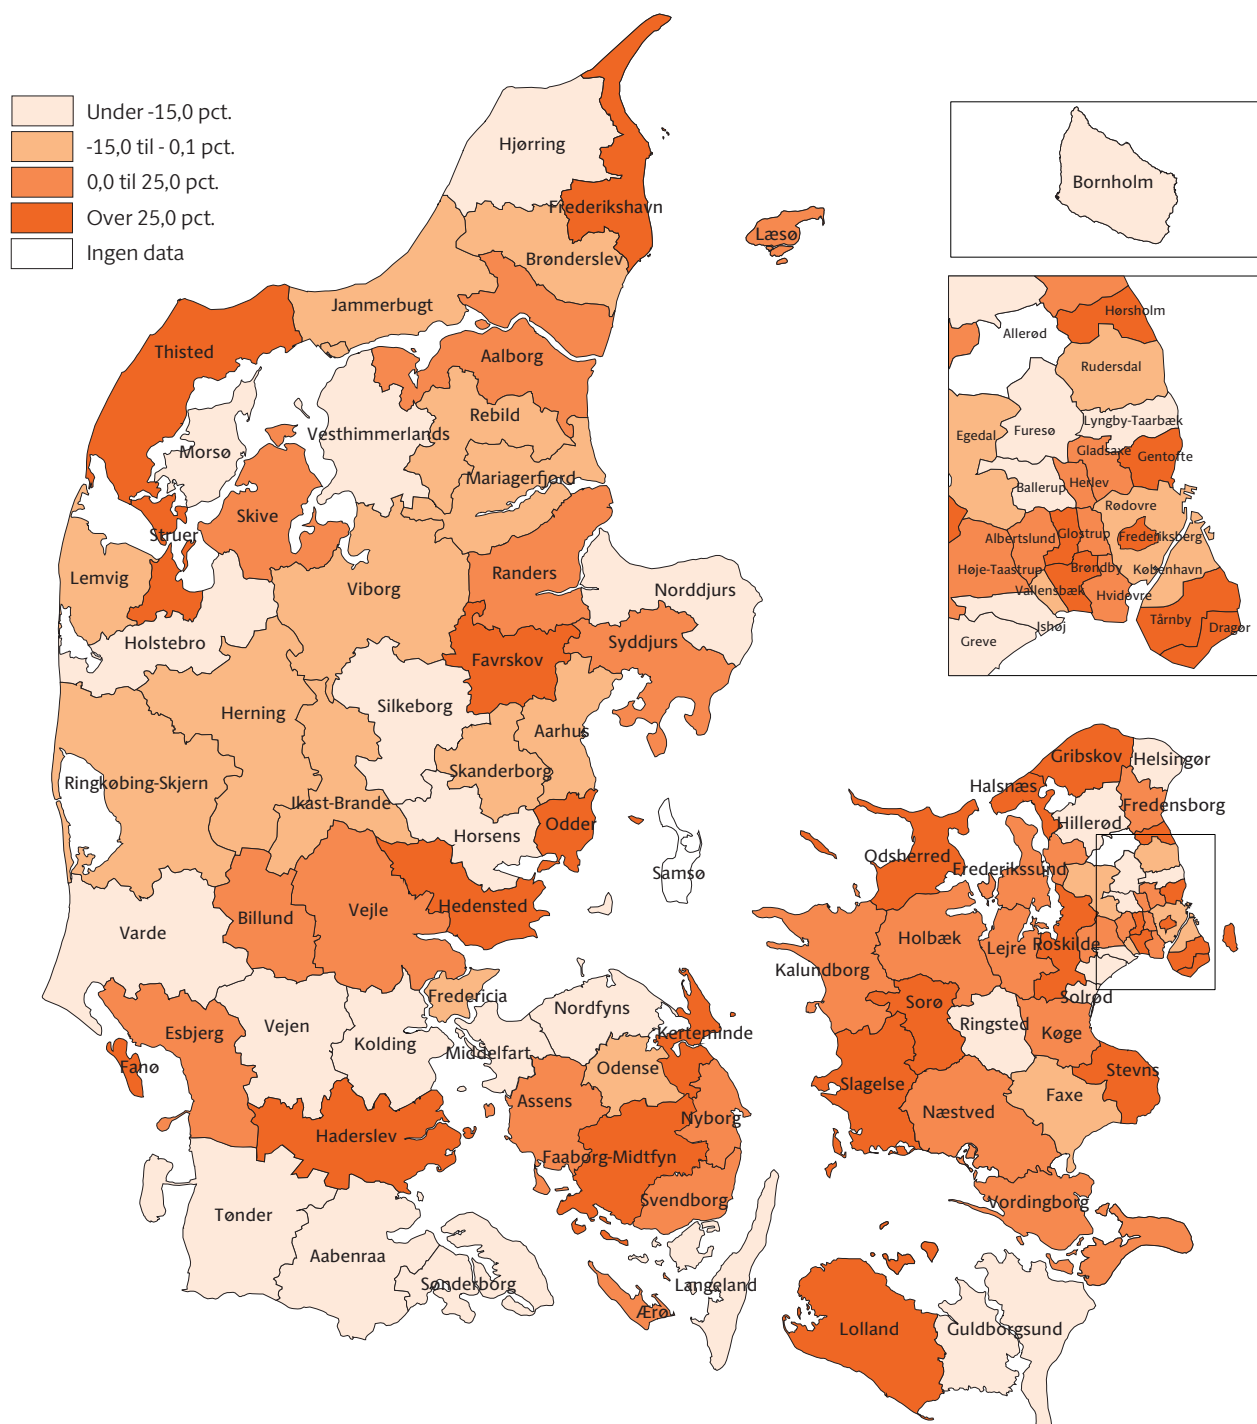 Under -15,0 pct.
-15,0 til - 0,1 pct.
0,0 til 25,0 pct.
Over 25,0 pct.
Ingen data
Hjørring
Frederikshavn
Læsø
Brønderslev
Jammerbugt
Thisted
Aalborg
Rebild
Vesthimmerlands
Morsø
Mariagerfjord
Skive
Struer
Lemvig
Viborg
Randers
Norddjurs
Holstebro
Favrskov
Syddjurs
Silkeborg
Herning
Aarhus
Skanderborg
Ringkøbing-Skjern
Ikast-Brande
Horsens
Odder
Samsø
Hedensted
Billund
Vejle
Varde
Fredericia
Nordfyns
Esbjerg
Vejen
Kolding
Middelfart
Kerteminde
Odense
Fanø
Assens
Nyborg
Haderslev
Faaborg-Midtfyn
Svendborg
Tønder
Aabenraa
Sønderborg
Langeland
Ærø
Bornholm
Hørsholm
Allerød
Rudersdal
Lyngby-Taarbæk
Furesø
Egedal
Gladsaxe
Gentofte
Ballerup
Herlev
Rødovre
Albertslund
Glostrup
Frederiksberg
Høje-Taastrup
Brøndby
København
Vallensbæk
Hvidovre
Ishøj
Greve
Tårnby
Dragør
Gribskov
Helsingør
Halsnæs
Fredensborg
Hillerød
Odsherred
Frederikssund
Holbæk
Lejre
Roskilde
Kalundborg
Solrød
Sorø
Ringsted
Køge
Stevns
Slagelse
Næstved
Faxe
Vordingborg
Lolland
Guldborgsund